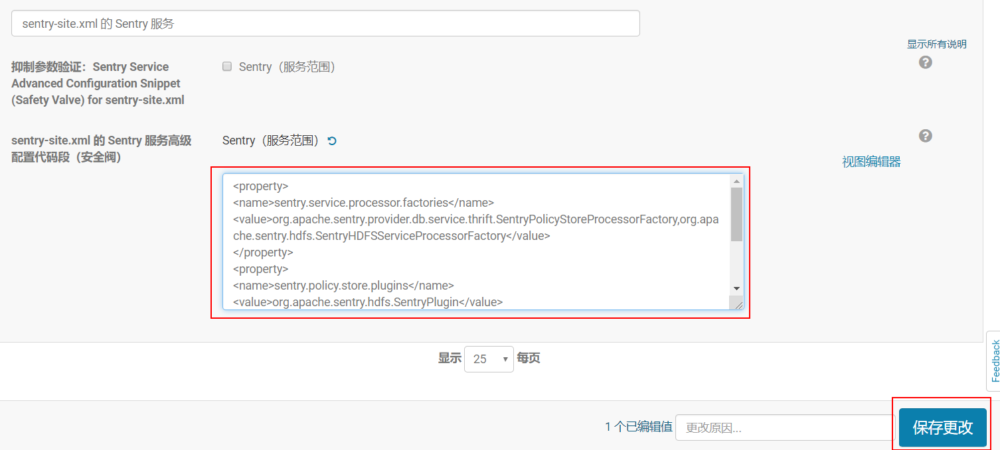 sentry-site.xml 的 Sentry 服务
显示所有说明
抑制参数验证：Sentry Service
Advanced Configuration Snippet
(Safety Valve) for sentry-site.xml
Sentry（服务范围）
?
sentry-site.xml 的 Sentry 服务高级
配置代码段（安全阀）
Sentry（服务范围）
?
视图编辑器
<property>
<name>sentry.service.processor.factories</name>
<value>org.apache.sentry.provider.db.service.thrift.SentryPolicyStoreProcessorFactory,org.apa
che.sentry.hdfs.SentryHDFSServiceProcessorFactory</value>
</property>
<property>
<name>sentry.policy.store.plugins</name>
<value>org.apache.sentry.hdfs.SentryPlugin</value>
显示 25 每页
Feedback
1 个已编辑值 更改原因... 保存更改